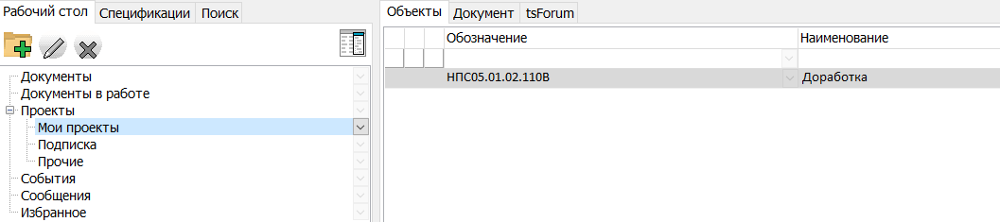 Рабочий стол Спецификации Поиск
Документы
Документы в работе
Проекты
Мои проекты
Подписка
Прочие
События
Сообщения
Избранное
Объекты Документ tsForum
Обозначение Наименование
НПС05.01.02.110В Доработка